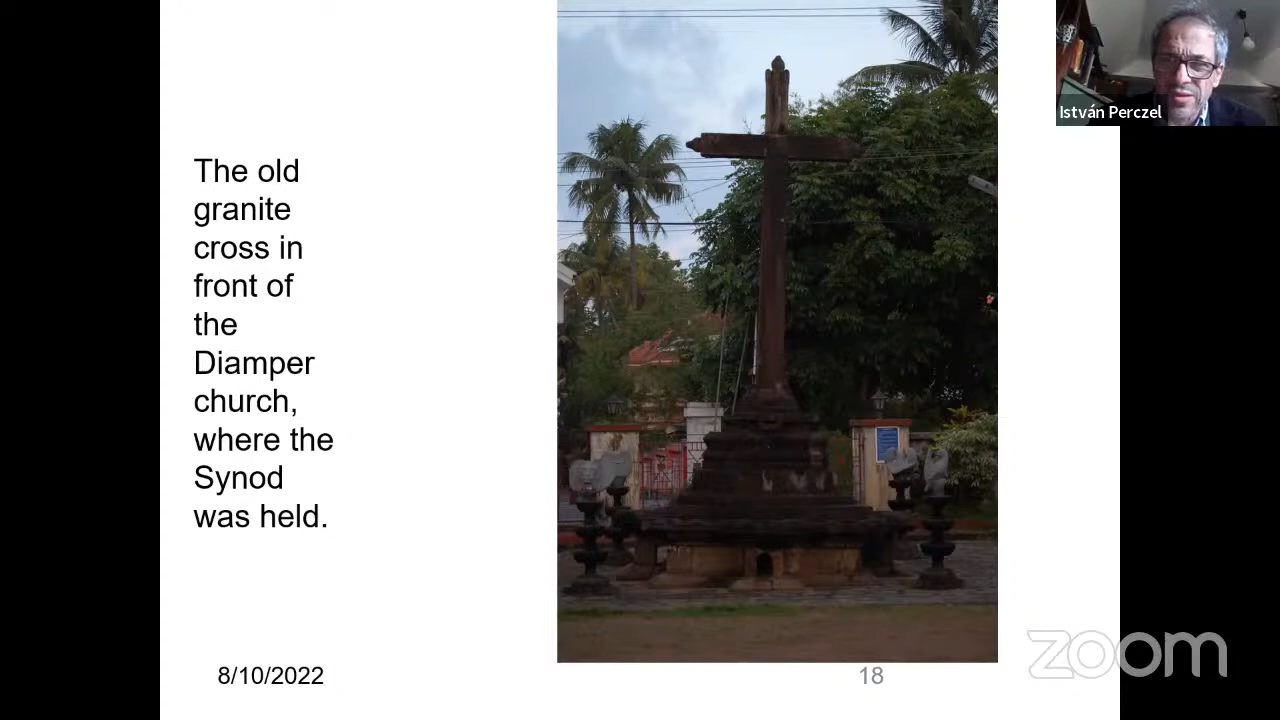 István Perczel
The old
granite
cross in
front of
the
Diamper
church,
where the
Synod
was held.
8/10/2022
18
zoom